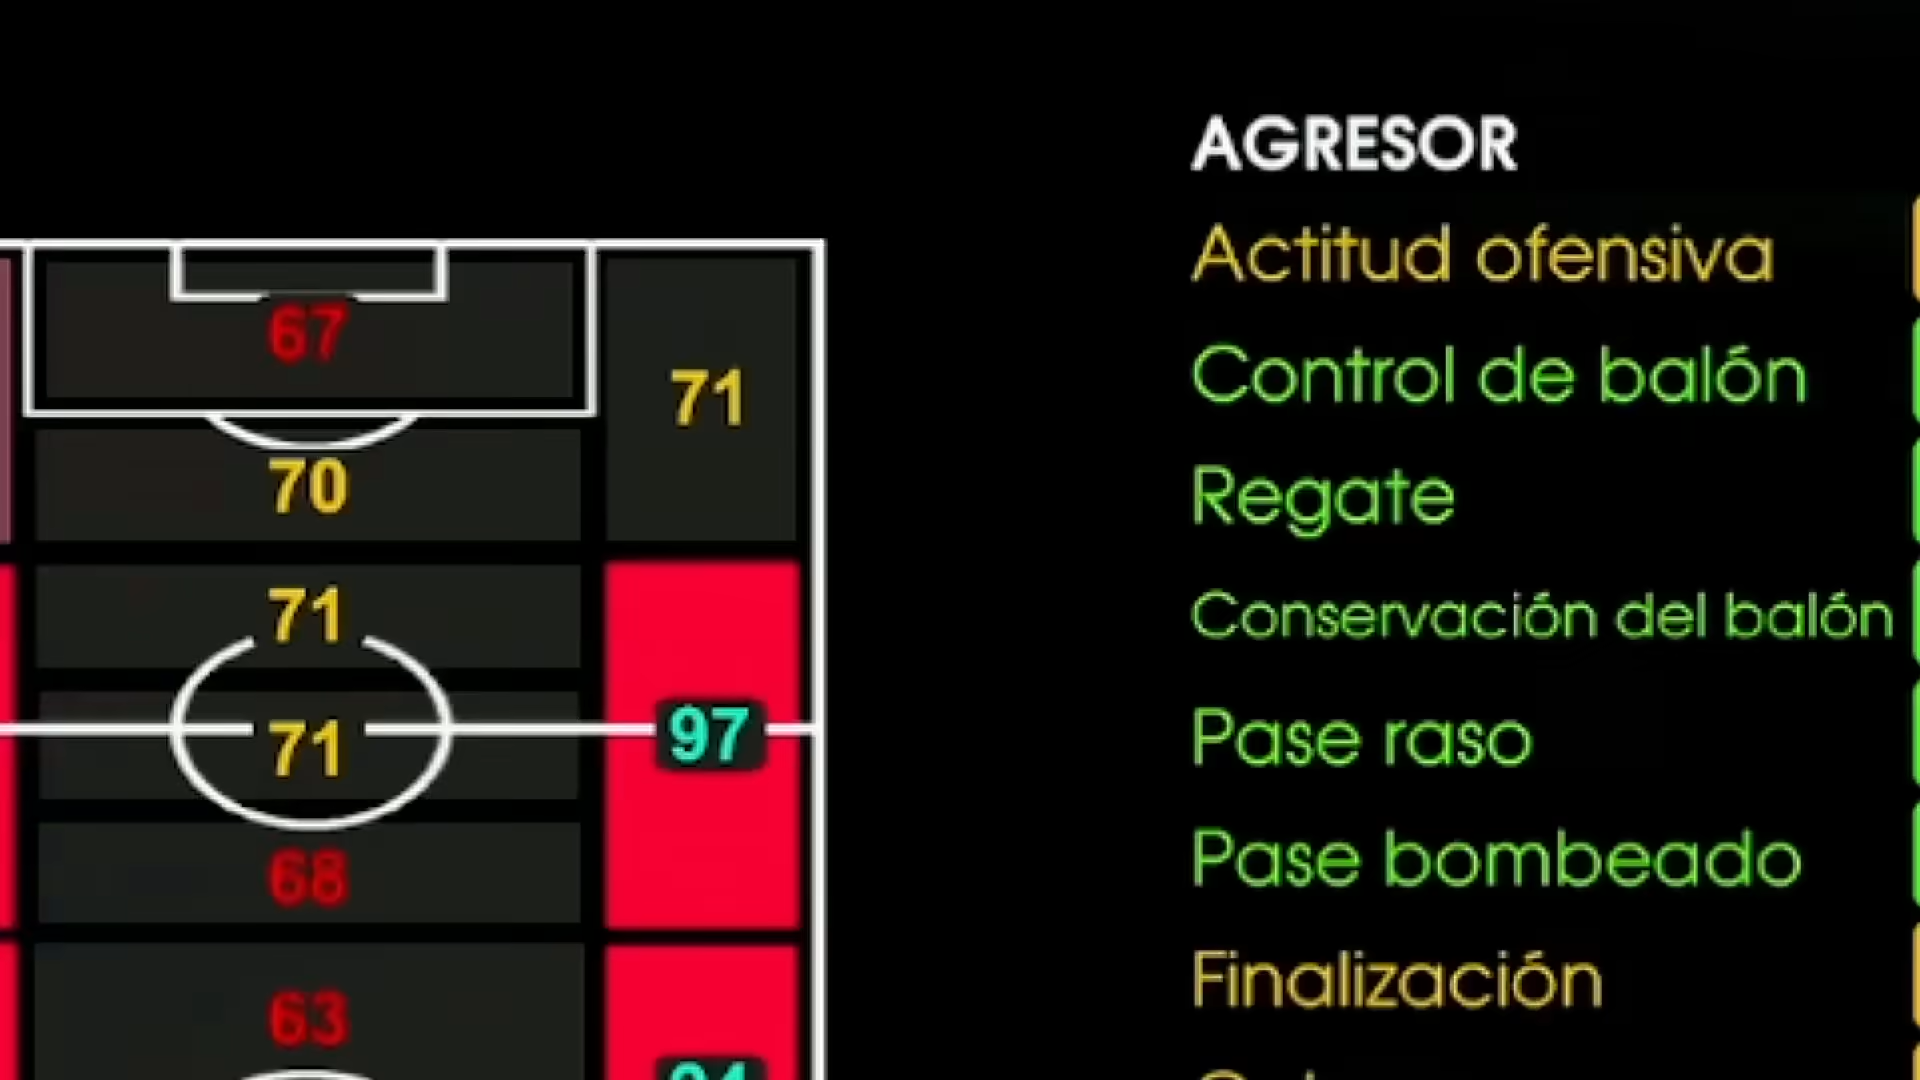 67
71
70
71
71
97
68
63
AGRESOR
Actitud ofensiva
Control de balón
Regate
Conservación del balón
Pase raso
Pase bombeado
Finalización